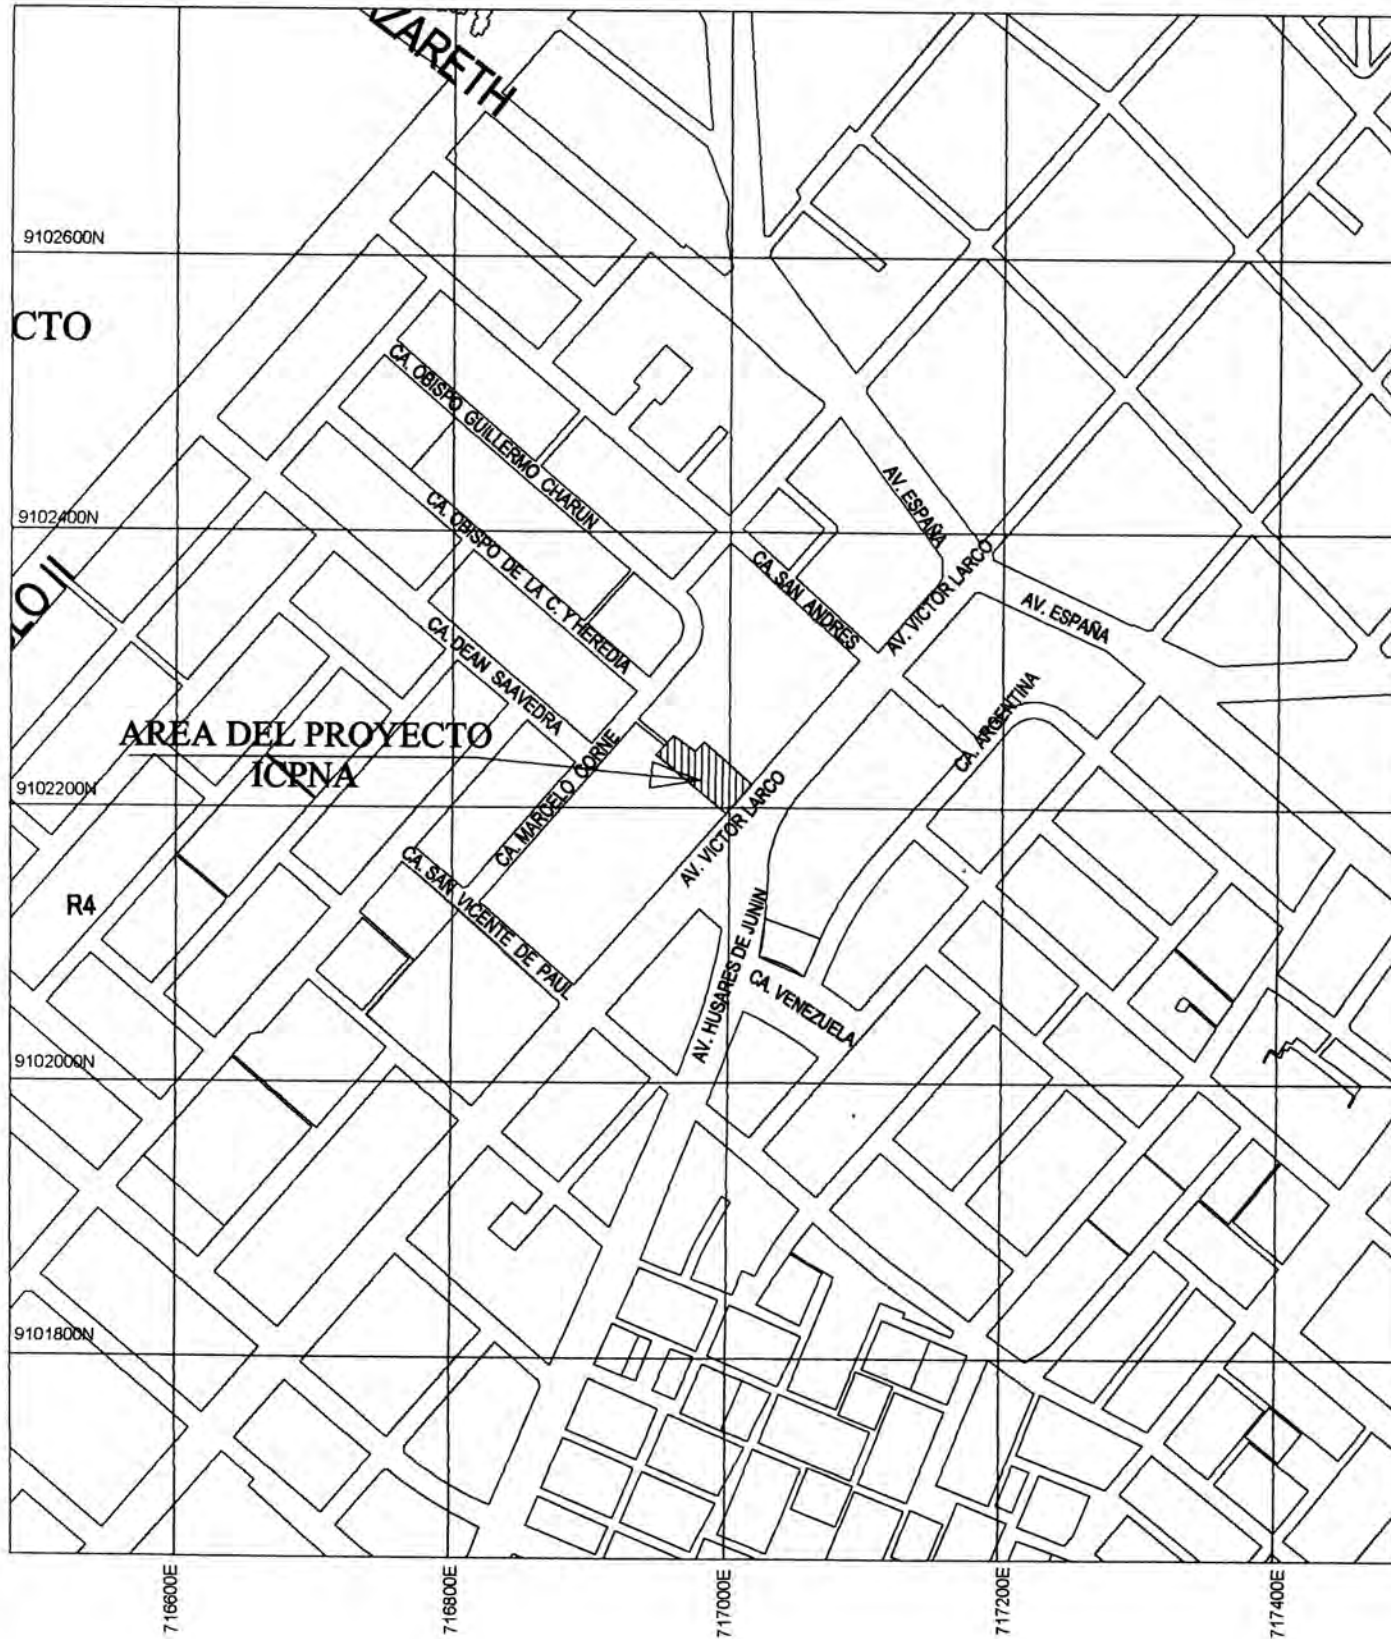 ZARETH
9102600N
CTO
CA. OBISPO GUILLERMO CHARUN
AV. ESPAÑA
9102400N
CA. OBISPO DE LA C. Y HEREDIA
CA. SAN ANDRES
AV. VICTOR LARCO
AV. ESPAÑA
LO II
CA. DEAN SAAVEDRA
CA. ARGENTINA
AREA DEL PROYECTO
ICPNA
CA. MARCELO CORNE
9102200N
AV. VICTOR LARCO
CA. SAN VICENTE DE PAUL
R4
AV. HUSARES DE JUNIN
CA. VENEZUELA
9102000N
9101800N
716600E
716800E
717000E
717200E
717400E